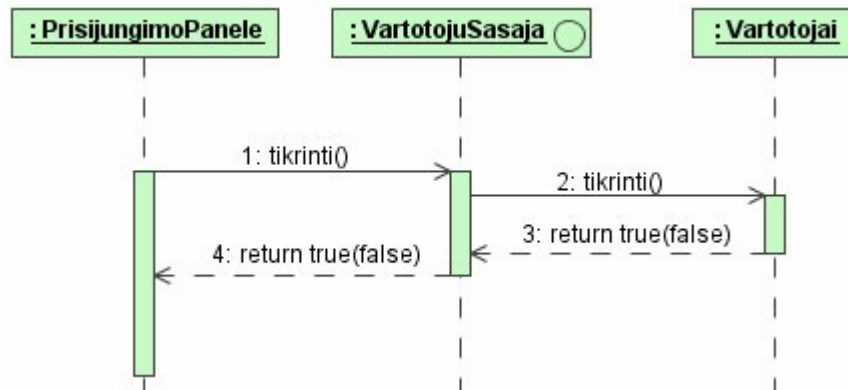 : PrisijungimoPanele
: VartotojuSasaja
: Vartotojai
1: tikrinti()
2: tikrinti()
3: return true(false)
4: return true(false)